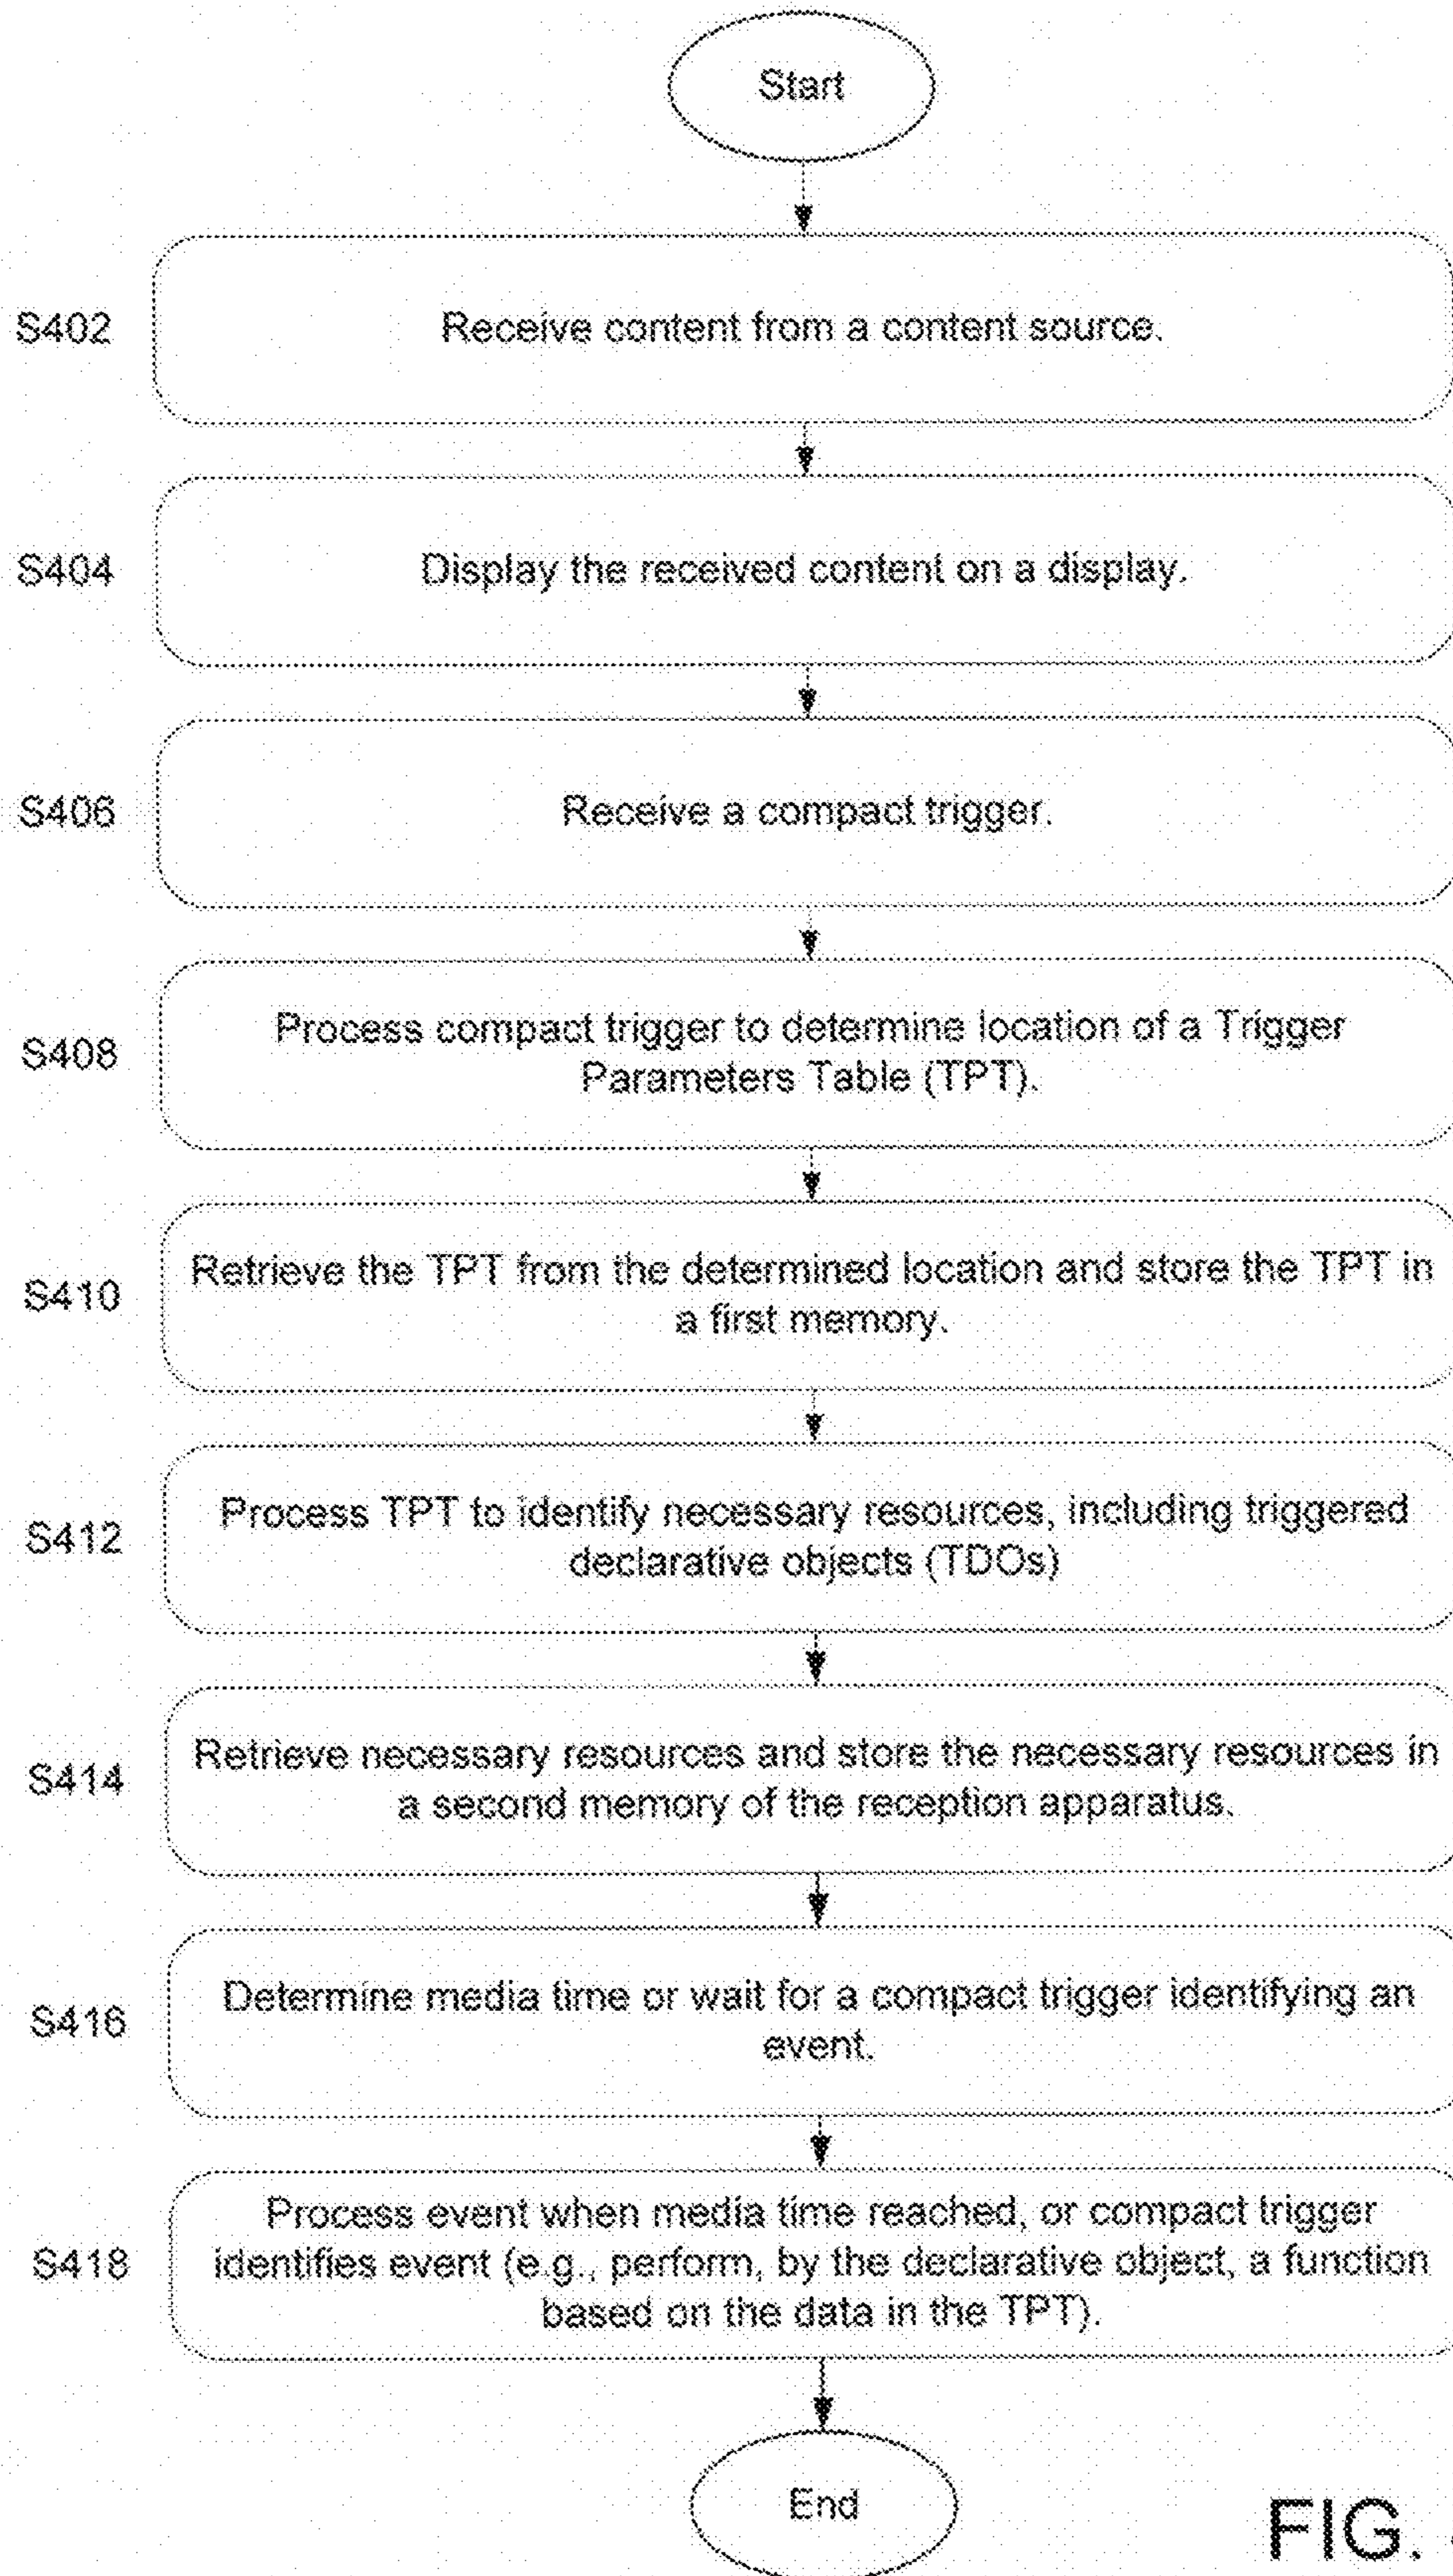 Start
S402
Receive content from a content source.
S404
Display the received content on a display.
S406
Receive a compact trigger.
S408
Process compact trigger to determine location of a Trigger
Parameters Table (TPT).
S410
Retrieve the TPT from the determined location and store the TPT in
a first memory.
S412
Process TPT to identify necessary resources, including triggered
declarative objects (TDOs)
S414
Retrieve necessary resources and store the necessary resources in
a second memory of the reception apparatus.
S416
Determine media time or wait for a compact trigger identifying an
event.
S418
Process event when media time reached, or compact trigger
identifies event (e.g., perform, by the declarative object, a function
based on the data in the TPT).
End
FIG.